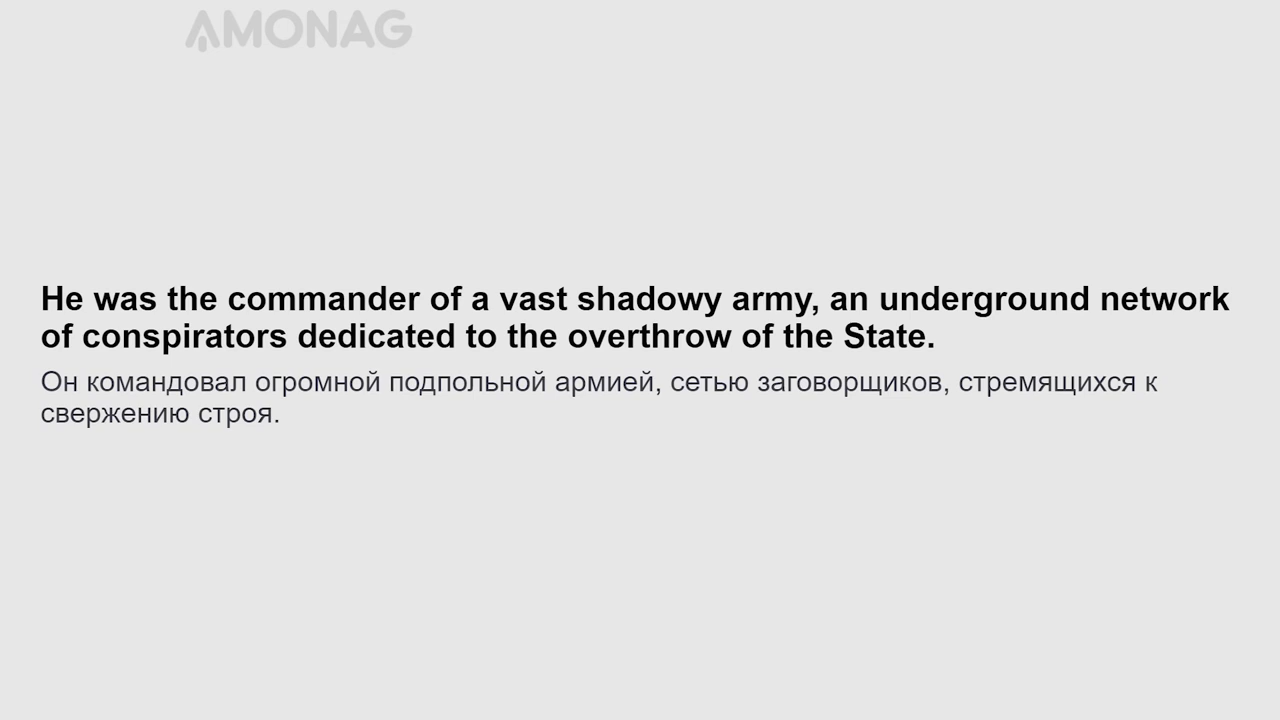 AMONAG
He was the commander of a vast shadowy army, an underground network
of conspirators dedicated to the overthrow of the State.
Он командовал огромной подпольной армией, сетью заговорщиков, стремящихся к
свержению строя.